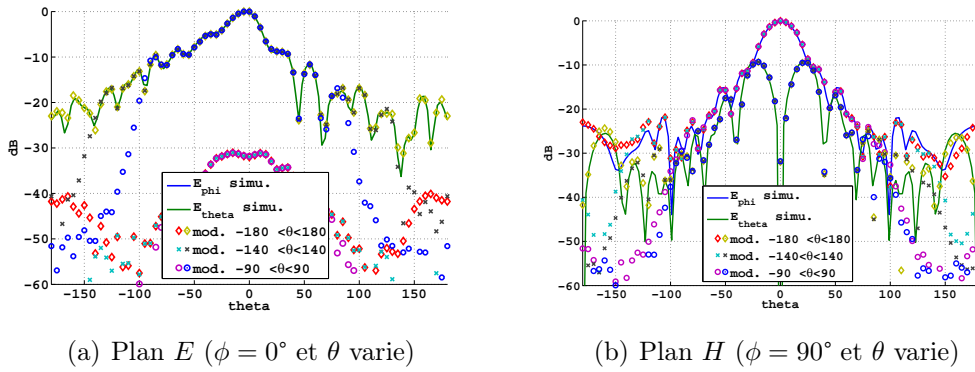 0
0
-10
-10
-20
-20
dB
dB
-30
-30
-40
-40
-50
-50
-60
-60
E_phi simu.
E_theta simu.
mod. -180 <θ<180
mod. -140 <θ<140
mod. -90 <θ<90
E_phi simu.
E_theta simu.
mod. -180 <θ<180
mod. -140<θ<140
mod. -90 <θ<90
-150 -100 -50 0 50 100 150
-150 -100 -50 0 50 100 150
theta
theta
(a) Plan E (ϕ = 0° et θ varie)
(b) Plan H (ϕ = 90° et θ varie)